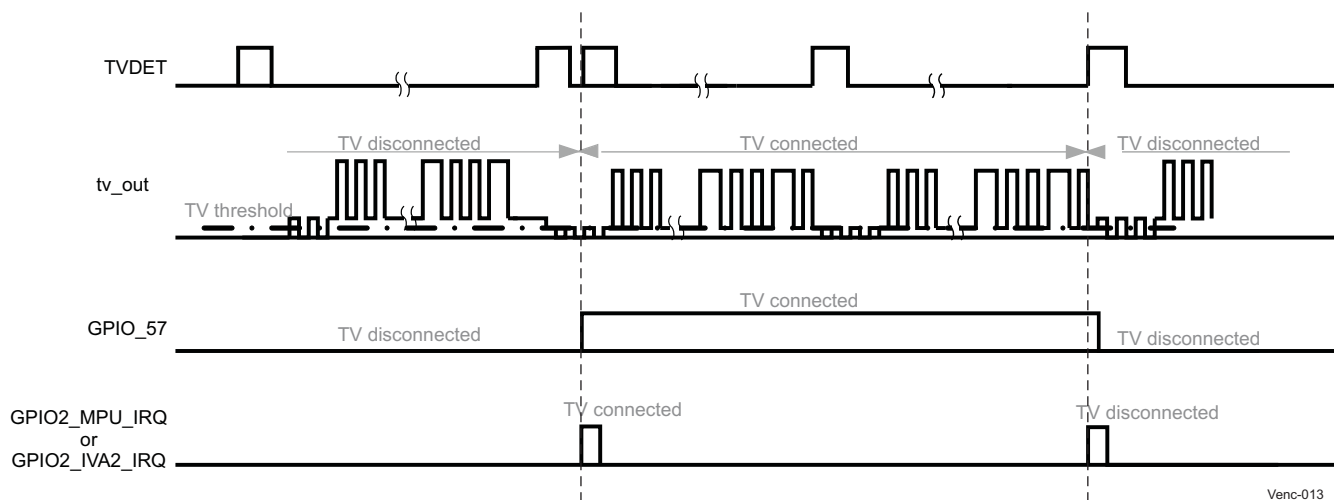 TVDET
TV disconnected
TV connected
TV disconnected
tv_out
TV threshold
TV connected
GPIO_57
TV disconnected
TV disconnected
GPIO2_MPU_IRQ
or
GPIO2_IVA2_IRQ
TV connected
TV disconnected
Venc-013